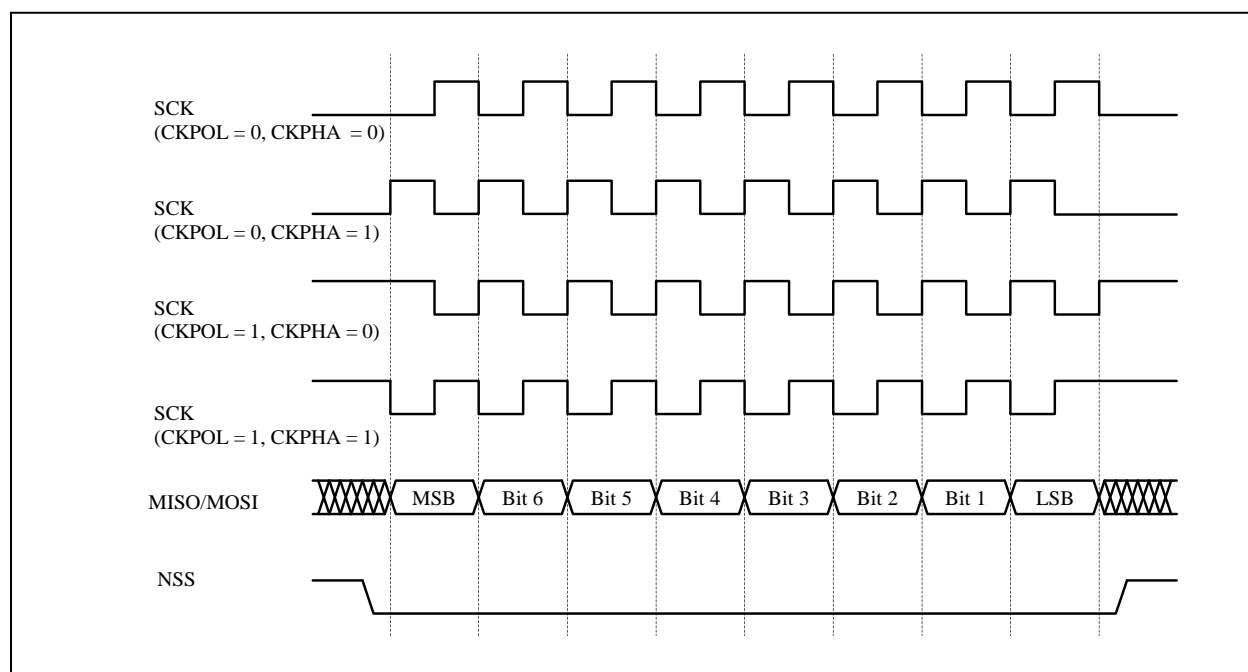 SCK
(CKPOL = 0, CKPHA = 0)
SCK
(CKPOL = 0, CKPHA = 1)
SCK
(CKPOL = 1, CKPHA = 0)
SCK
(CKPOL = 1, CKPHA = 1)
MISO/MOSI MSB Bit 6 Bit 5 Bit 4 Bit 3 Bit 2 Bit 1 LSB
NSS